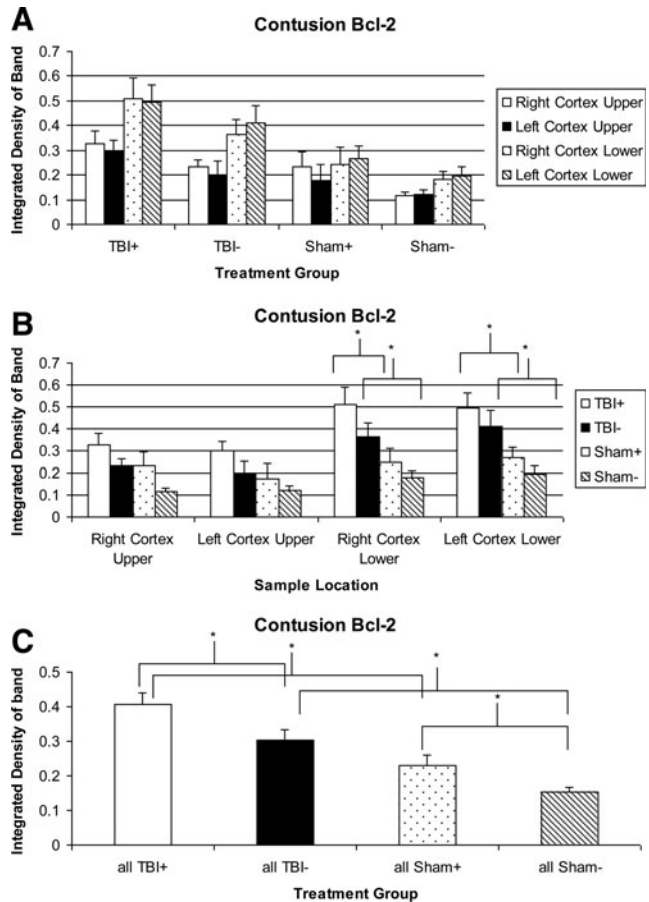 A
Contusion Bcl-2
Integrated Density of Band
0.7
0.6
0.5
0.4
0.3
0.2
0.1
0
TBI+
TBI-
Sham+
Sham-
Treatment Group
Right Cortex Upper
Left Cortex Upper
Right Cortex Lower
Left Cortex Lower
B
Contusion Bcl-2
Integrated Density of Band
0.7
0.6
0.5
0.4
0.3
0.2
0.1
0
* * * *
Right Cortex
Upper
Left Cortex Upper
Right Cortex
Lower
Left Cortex Lower
Sample Location
TBI+
TBI-
Sham+
Sham-
C
Contusion Bcl-2
Integrated Density of band
0.5
0.4
0.3
0.2
0.1
0
* * * *
all TBI+
all TBI-
all Sham+
all Sham-
Treatment Group